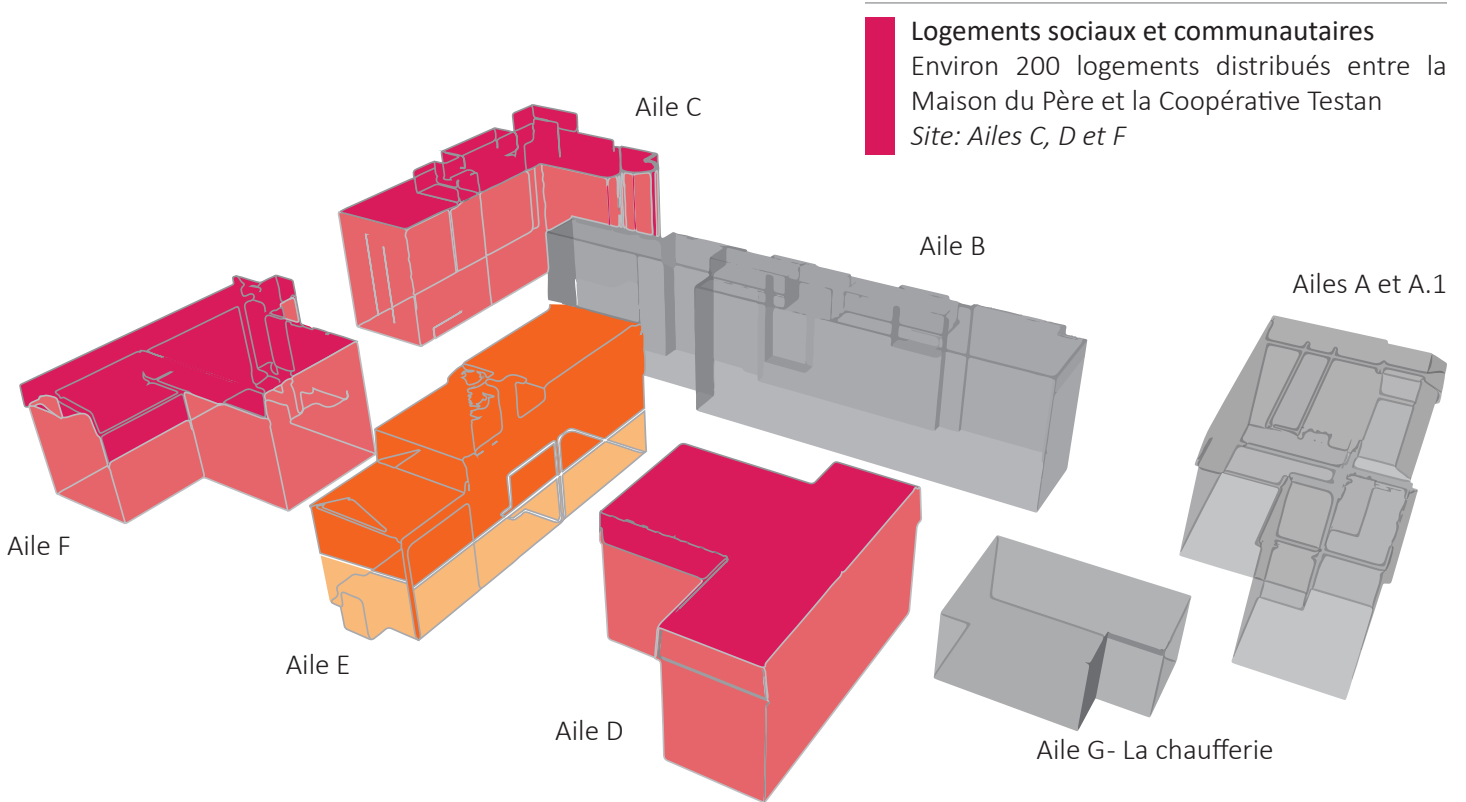 Logements sociaux et communautaires
Environ 200 logements distribués entre la
Maison du Père et la Coopérative Testan
Site: Ailes C, D et F
Aile C
Aile B
Ailes A et A.1
Aile F
Aile E
Aile D
Aile G- La chaufferie